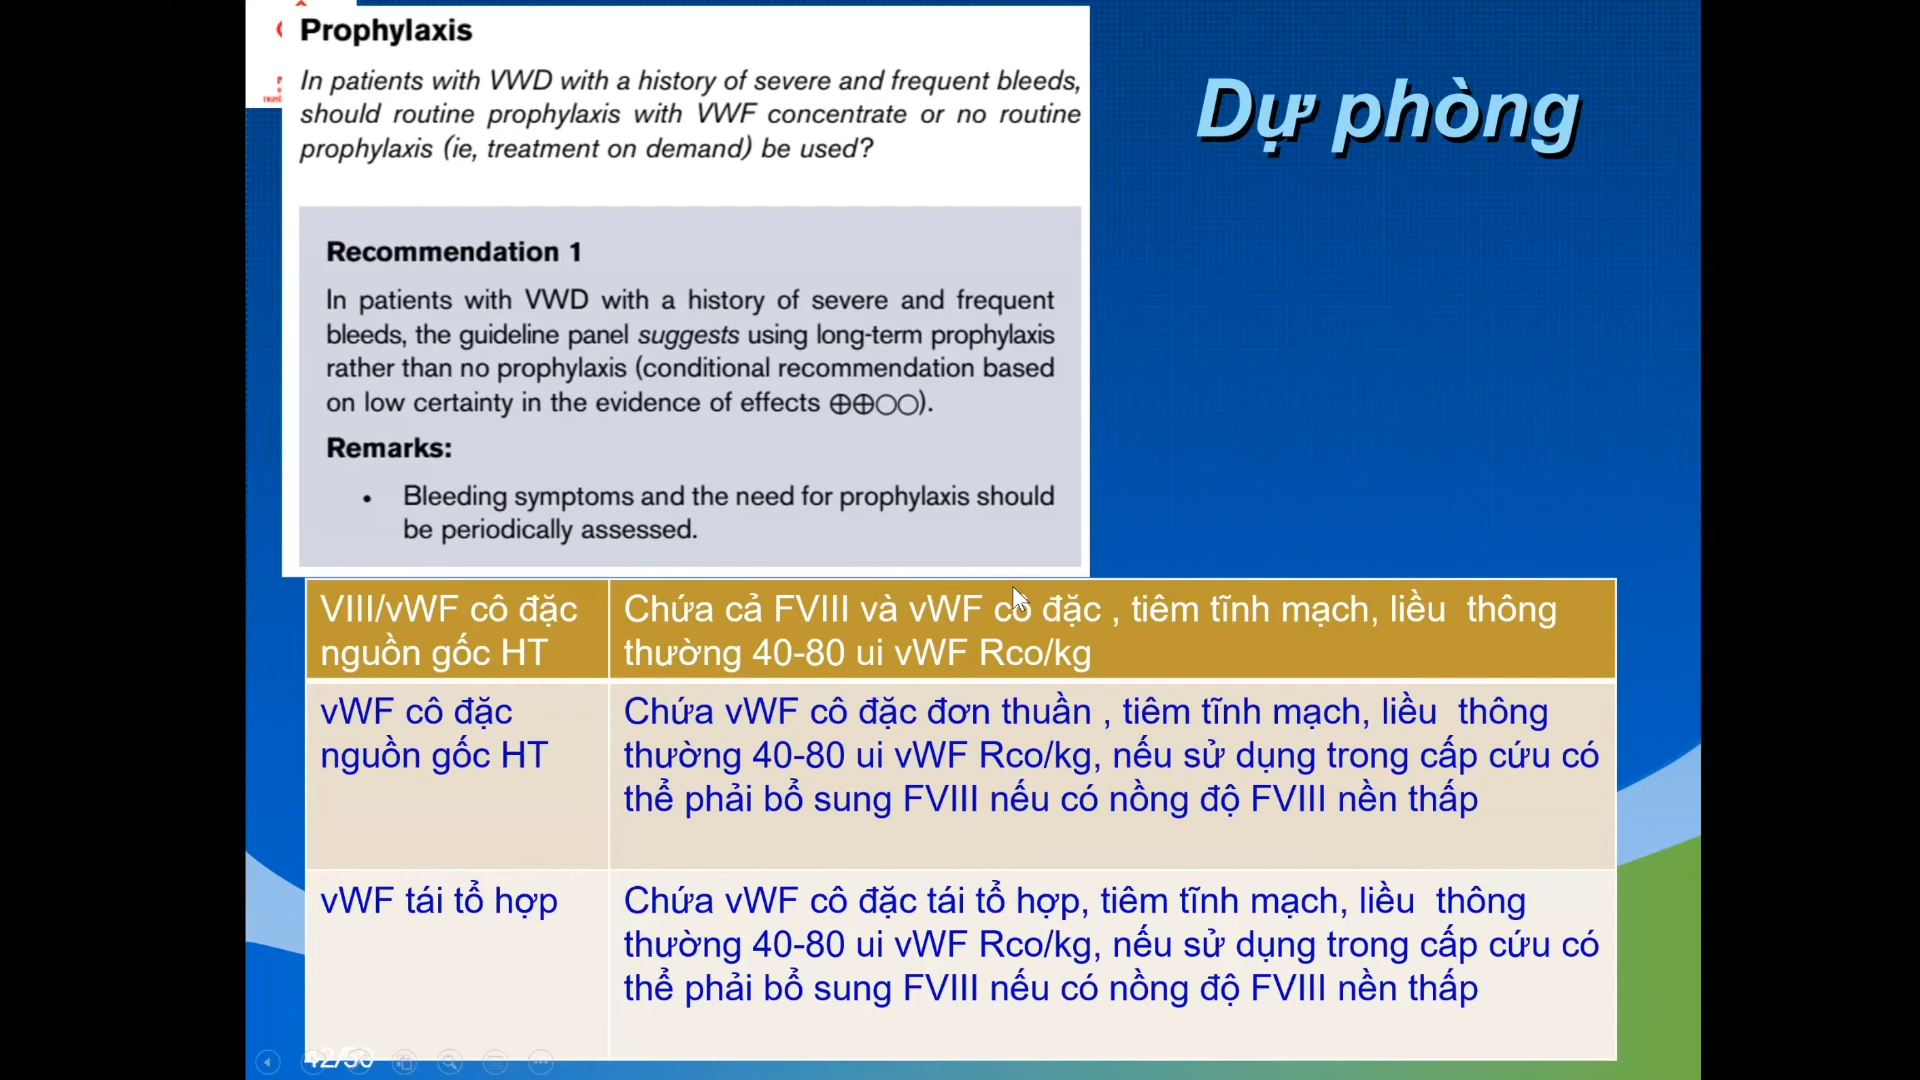 Prophylaxis
In patients with VWD with a history of severe and frequent bleeds,
should routine prophylaxis with VWF concentrate or no routine
prophylaxis (ie, treatment on demand) be used?
Dự phòng
Recommendation 1
In patients with VWD with a history of severe and frequent
bleeds, the guideline panel suggests using long-term prophylaxis
rather than no prophylaxis (conditional recommendation based
on low certainty in the evidence of effects ⊕⊕○○).
Remarks:
• Bleeding symptoms and the need for prophylaxis should
be periodically assessed.
VIII/vWF cô đặc
nguồn gốc HT
Chứa cả FVIII và vWF cô đặc , tiêm tĩnh mạch, liều thông
thường 40-80 ui vWF Rco/kg
vWF cô đặc
nguồn gốc HT
Chứa vWF cô đặc đơn thuần , tiêm tĩnh mạch, liều thông
thường 40-80 ui vWF Rco/kg, nếu sử dụng trong cấp cứu có
thể phải bổ sung FVIII nếu có nồng độ FVIII nền thấp
vWF tái tổ hợp
Chứa vWF cô đặc tái tổ hợp, tiêm tĩnh mạch, liều thông
thường 40-80 ui vWF Rco/kg, nếu sử dụng trong cấp cứu có
thể phải bổ sung FVIII nếu có nồng độ FVIII nền thấp